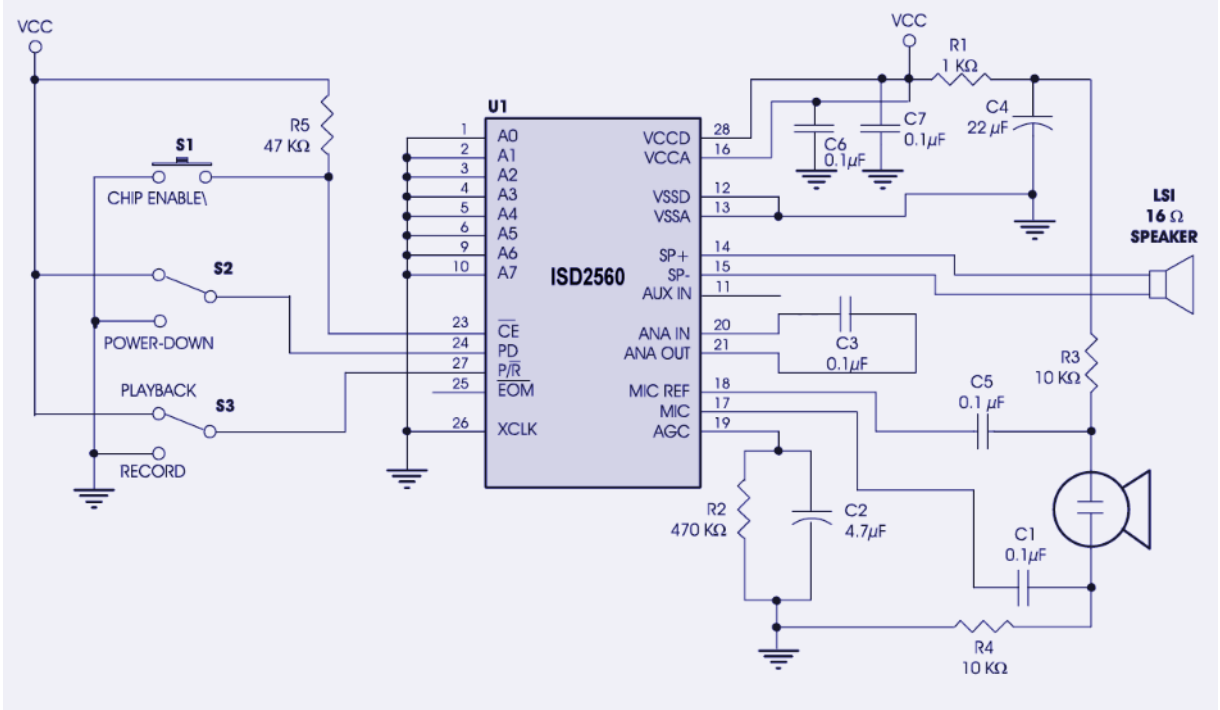 VCC
R5
47 KΩ
S1
CHIP ENABLE\
S2
POWER-DOWN
PLAYBACK
S3
RECORD
U1
ISD2560
1 A0
2 A1
3 A2
4 A3
5 A4
6 A5
9 A6
10 A7
23 CE
24 PD
27 P/R
25 EOM
26 XCLK
VCCD 28
VCCA 16
VSSD 12
VSSA 13
SP+ 14
SP- 15
AUX IN 11
ANA IN 20
ANA OUT 21
MIC REF 18
MIC 17
AGC 19
VCC
R1
1 KΩ
C4
22 µF
C7
0.1µF
C6
0.1µF
LSI
16 Ω
SPEAKER
C3
0.1µF
R3
10 KΩ
C5
0.1 µF
R2
470 KΩ
C2
4.7µF
C1
0.1µF
R4
10 KΩ